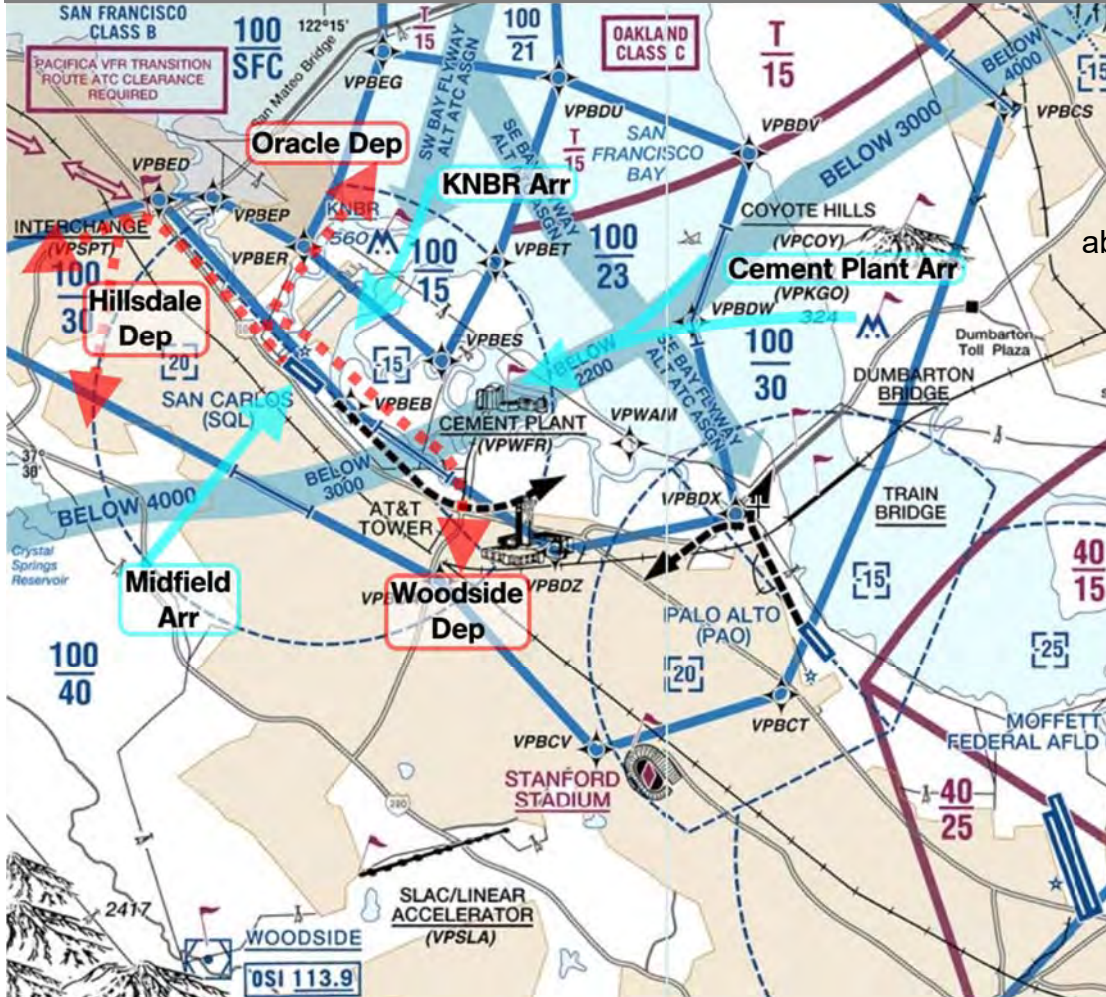 SAN FRANCISCO
CLASS B
PACIFICA VFR TRANSITION
ROUTE ATC CLEARANCE
REQUIRED
100
SFC
122°15'
San Mateo Bridge
T
15
100
21
OAKLAND
CLASS C
T
15
BELOW
4000
15
VPBEG
VPBDU
VPBDV
VPBCS
SW BAY FLYWAY
ALT ATC ASGN
SE BAY FLYWAY
ALT ATC ASGN
T
15
SAN
FRANCISCO
BAY
BELOW 3000
Oracle Dep
KNBR Arr
VPBED
VPBEP
VPBER
KNBR
560
INTERCHANGE
(VPSPT)
100
30
100
15
VPBET
100
23
COYOTE HILLS
(VPCOY)
Cement Plant Arr
(VPKGO)
324
ab
Hillsdale
Dep
20
SAN CARLOS
(SQL)
VPBES
15
VPBEB
BELOW
2200
CEMENT PLANT
(VPWFR)
VPBDW
SE BAY FLYWAY
ALT ATC ASGN
100
30
Dumbarton
Toll Plaza
DUMBARTON
BRIDGE
VPWAM
37°
30'
BELOW 4000
BELOW
3000
AT&T
TOWER
VPBDX
TRAIN
BRIDGE
Crystal
Springs
Reservoir
Midfield
Arr
Woodside
Dep
VPBDZ
PALO ALTO
(PAO)
15
40
15
20
25
100
40
VPBCT
VPBCV
STANFORD
STADIUM
MOFFETT
FEDERAL AFLD
40
25
280
SLAC/LINEAR
ACCELERATOR
(VPSLA)
2417
WOODSIDE
OSI 113.9